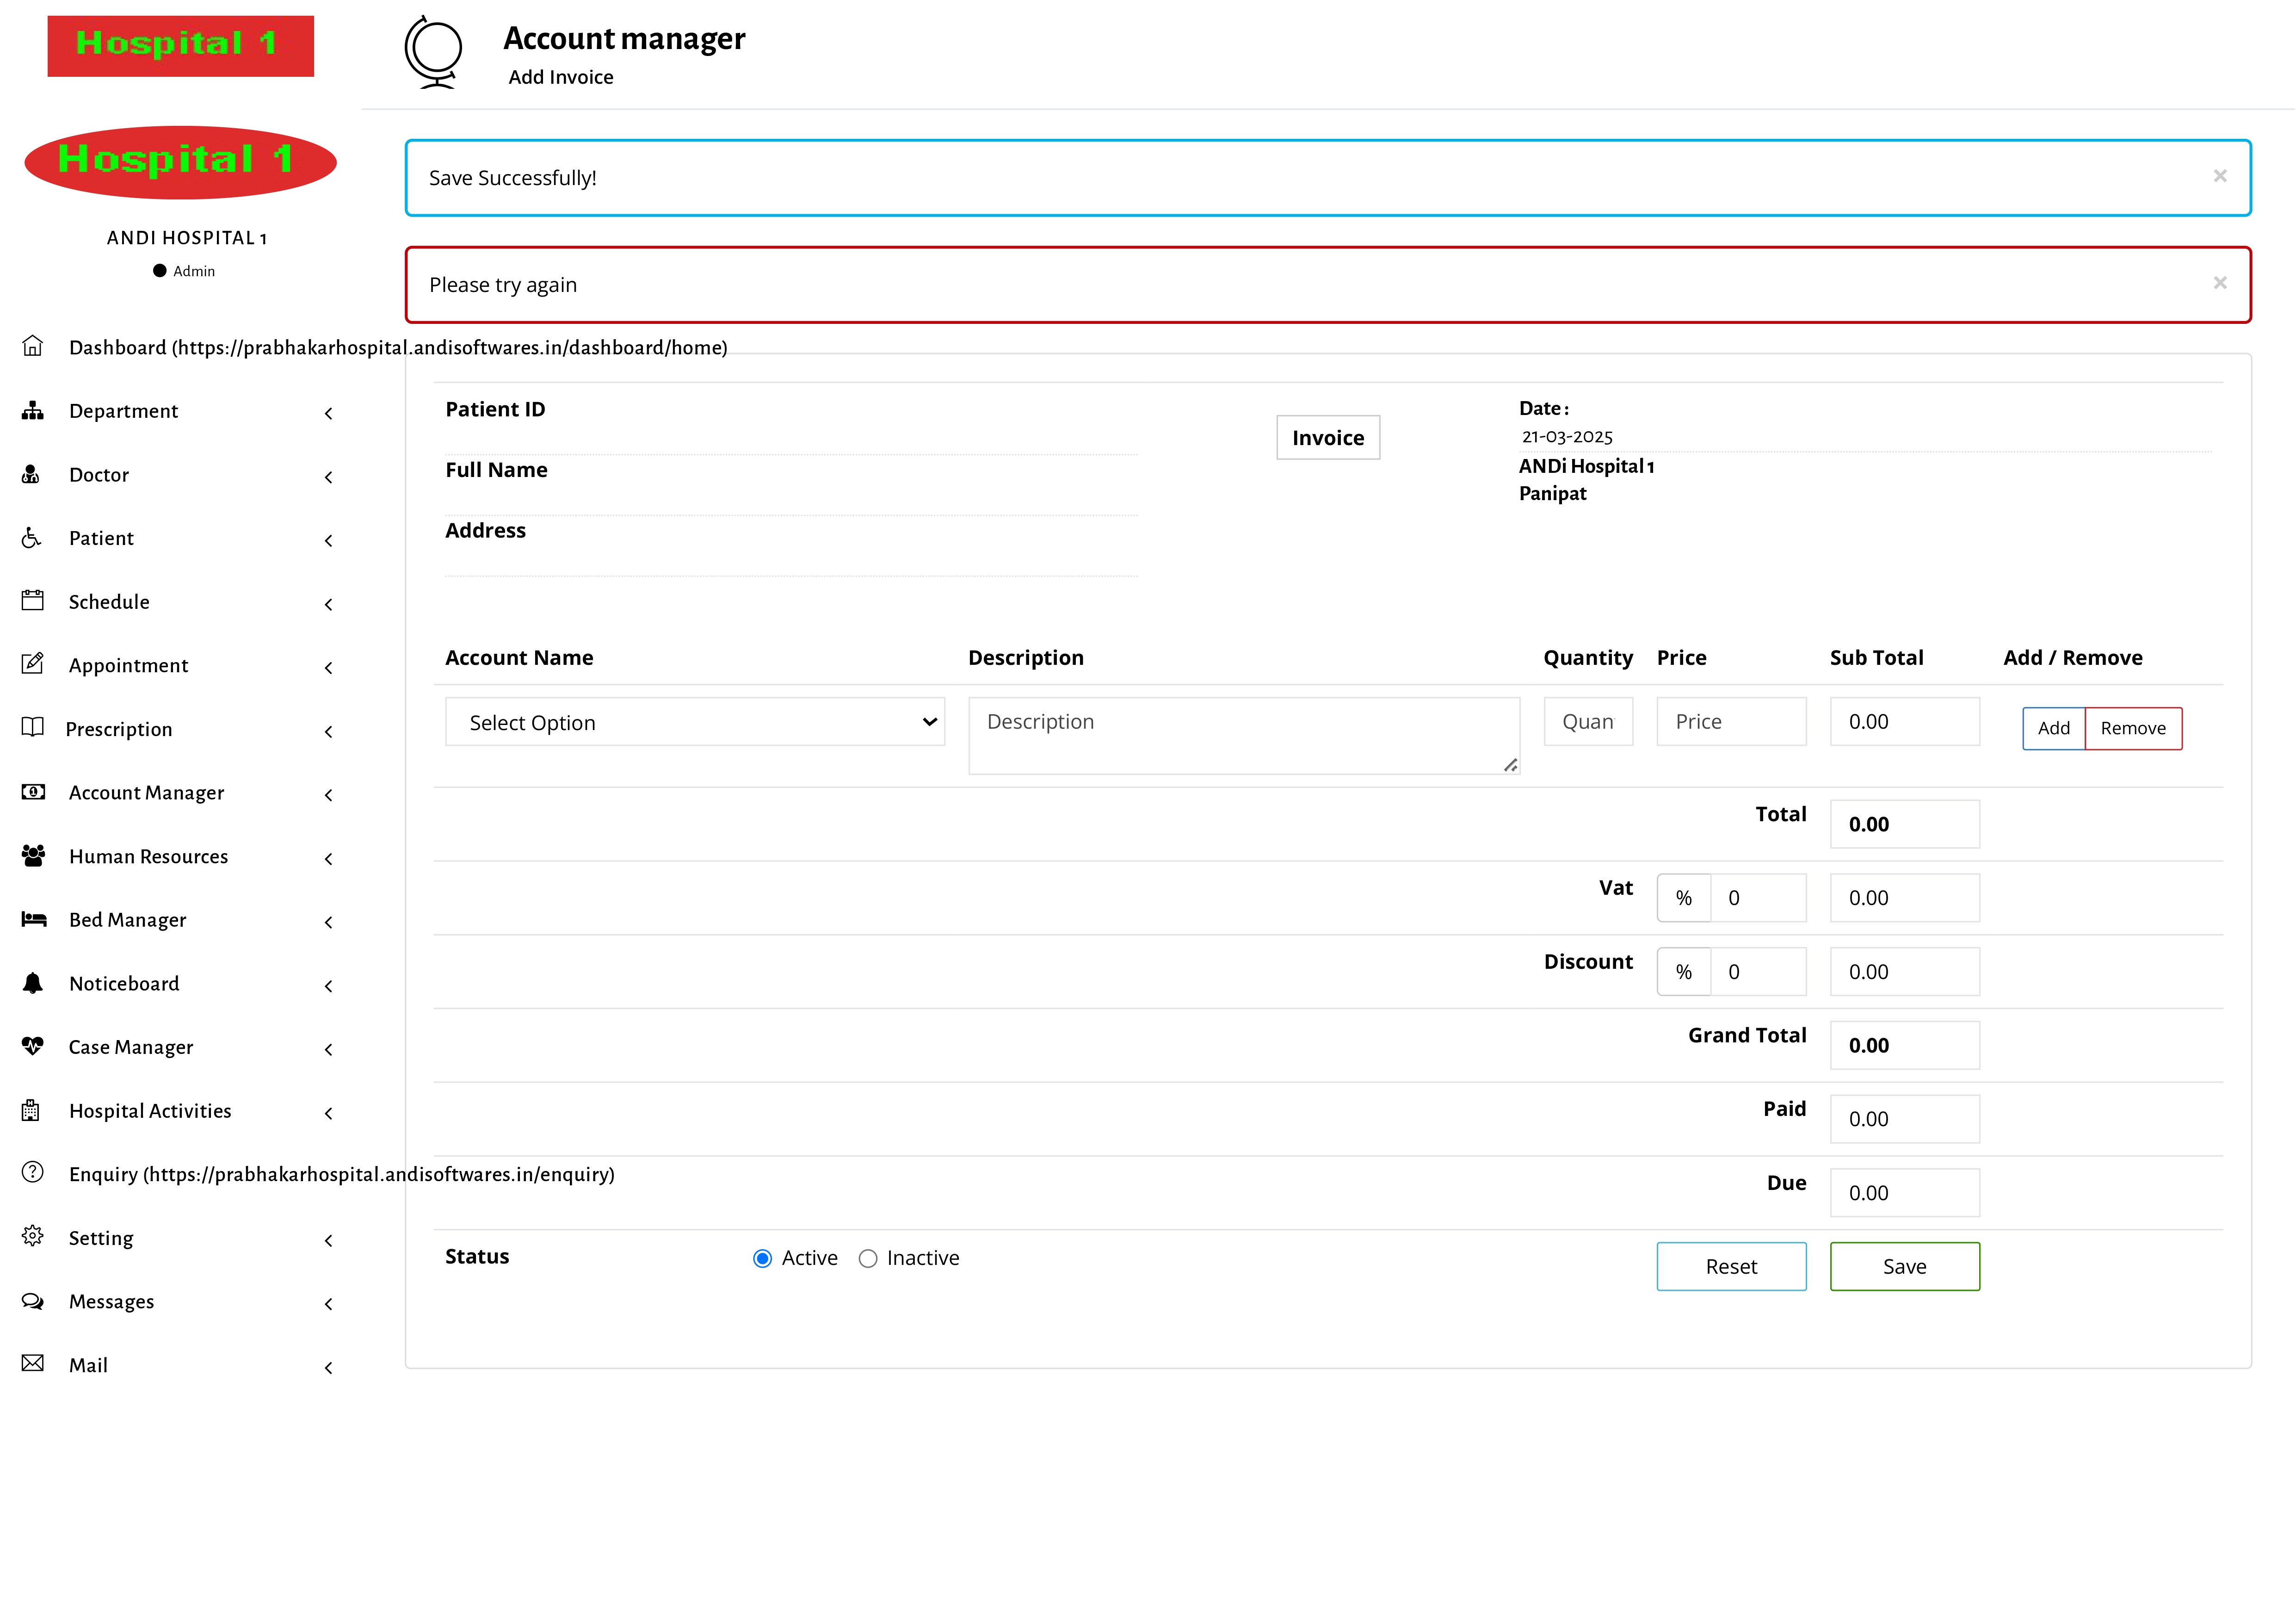 Hospital 1
Hospital 1
ANDI HOSPITAL 1
Admin
Dashboard (https://prabhakarhospital.andisoftwares.in/dashboard/home)
Department
Doctor
Patient
Schedule
Appointment
Prescription
Account Manager
Human Resources
Bed Manager
Noticeboard
Case Manager
Hospital Activities
Enquiry (https://prabhakarhospital.andisoftwares.in/enquiry)
Setting
Messages
Mail
Account manager
Add Invoice
Save Successfully! ×
Please try again ×
Patient ID
Full Name
Address
Invoice
Date :
21-03-2025
ANDi Hospital 1
Panipat
Account Name Description Quantity Price Sub Total Add / Remove
Select Option Description Quan Price 0.00 Add Remove
Total 0.00
Vat % 0 0.00
Discount % 0 0.00
Grand Total 0.00
Paid 0.00
Due 0.00
Status Active Inactive Reset Save